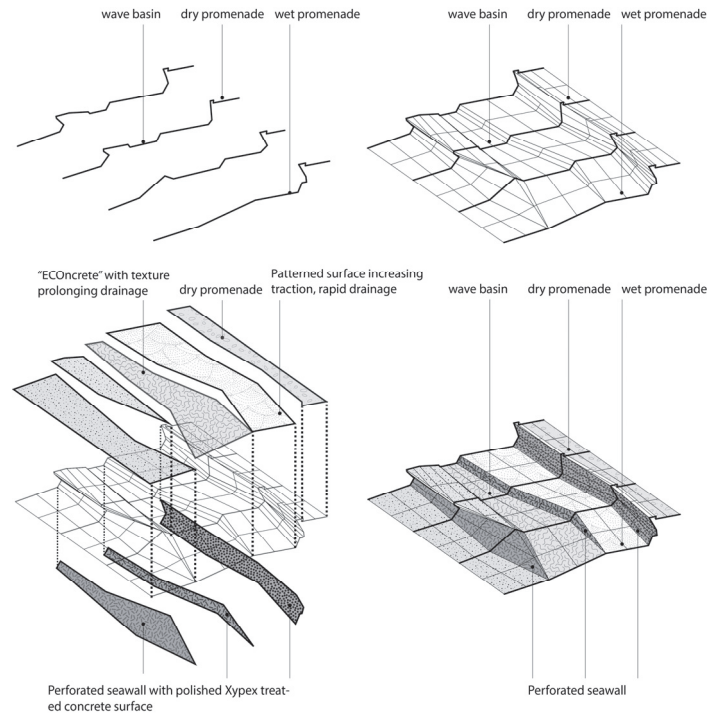 wave basin
dry promenade
wet promenade
wave basin
dry promenade
wet promenade
"ECOncrete" with texture
prolonging drainage
dry promenade
Patterned surface increasing
traction, rapid drainage
wave basin
dry promenade
wet promenade
Perforated seawall with polished Xypex treat-
ed concrete surface
Perforated seawall